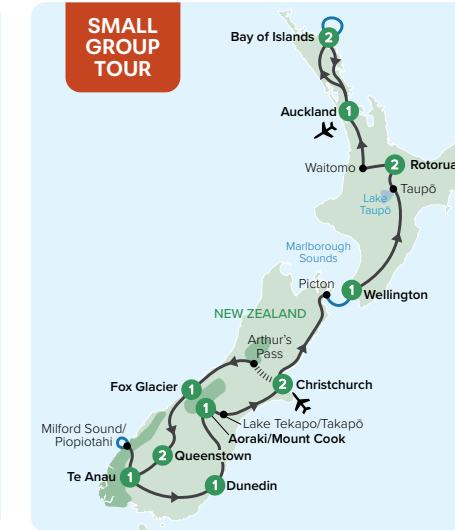 SMALL
GROUP
TOUR
Bay of Islands
2
Auckland
1
Waitomo
2
Rotorua
Taupō
Lake
Taupō
Marlborough
Sounds
Picton
1
Wellington
NEW ZEALAND
Arthur's
Pass
Fox Glacier
1
2
Christchurch
1
Lake Tekapo/Takapō
Aoraki/Mount Cook
Milford Sound/
Piopiotahi
2
Queenstown
Te Anau
1
1
Dunedin